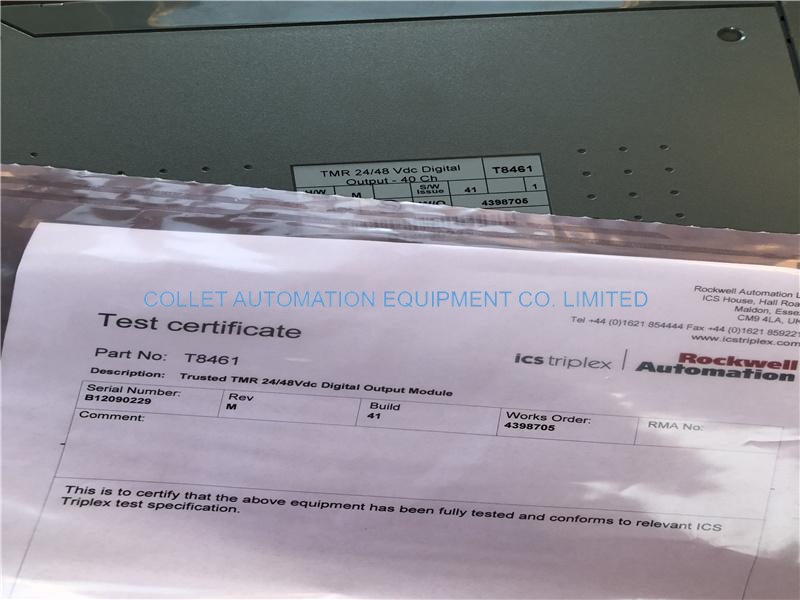 TMR 24/48 Vdc Digital T8461
Output - 40 Ch
H/W M S/W Issue 41 1
W/O 4398705
COLLET AUTOMATION EQUIPMENT CO. LIMITED
Rockwell Automation L
ICS House, Hall Roa
Maldon, Esse
CM9 4LA, UK
Tel +44 (0)1621 854444 Fax +44 (0)1621 859221
www.icstriplex.com
Test certificate
ics triplex Rockwell Automation
Part No: T8461
Description: Trusted TMR 24/48Vdc Digital Output Module
Serial Number: Rev Build Works Order: RMA No:
B12090229 M 41 4398705
Comment:
This is to certify that the above equipment has been fully tested and conforms to relevant ICS
Triplex test specification.